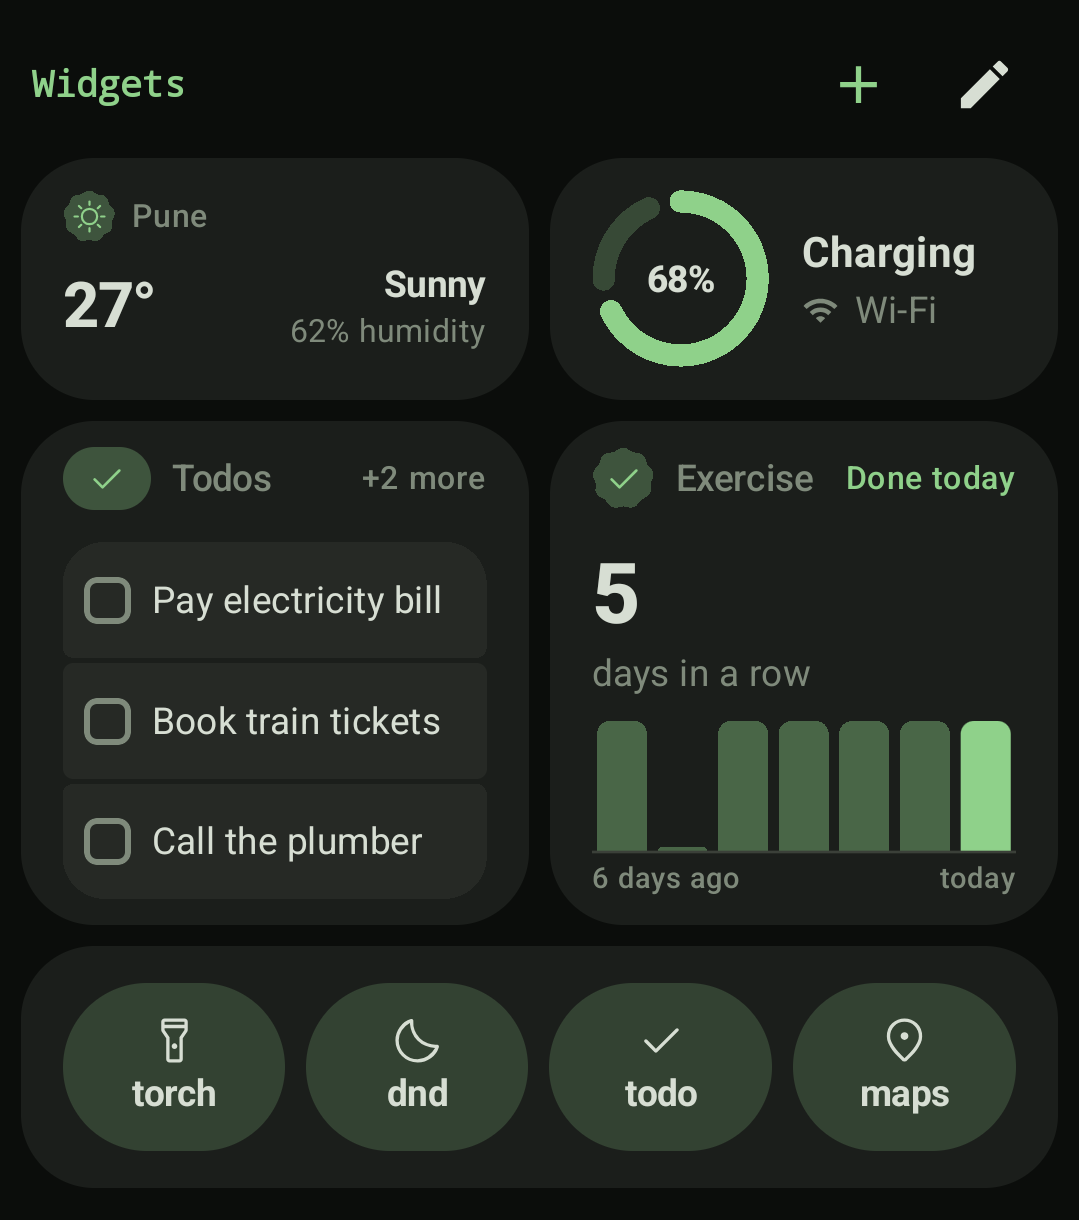 Widgets
Pune
27°
Sunny
62% humidity
68%
Charging
Wi-Fi
Todos
+2 more
Pay electricity bill
Book train tickets
Call the plumber
Exercise
Done today
5
days in a row
6 days ago
today
torch
dnd
todo
maps